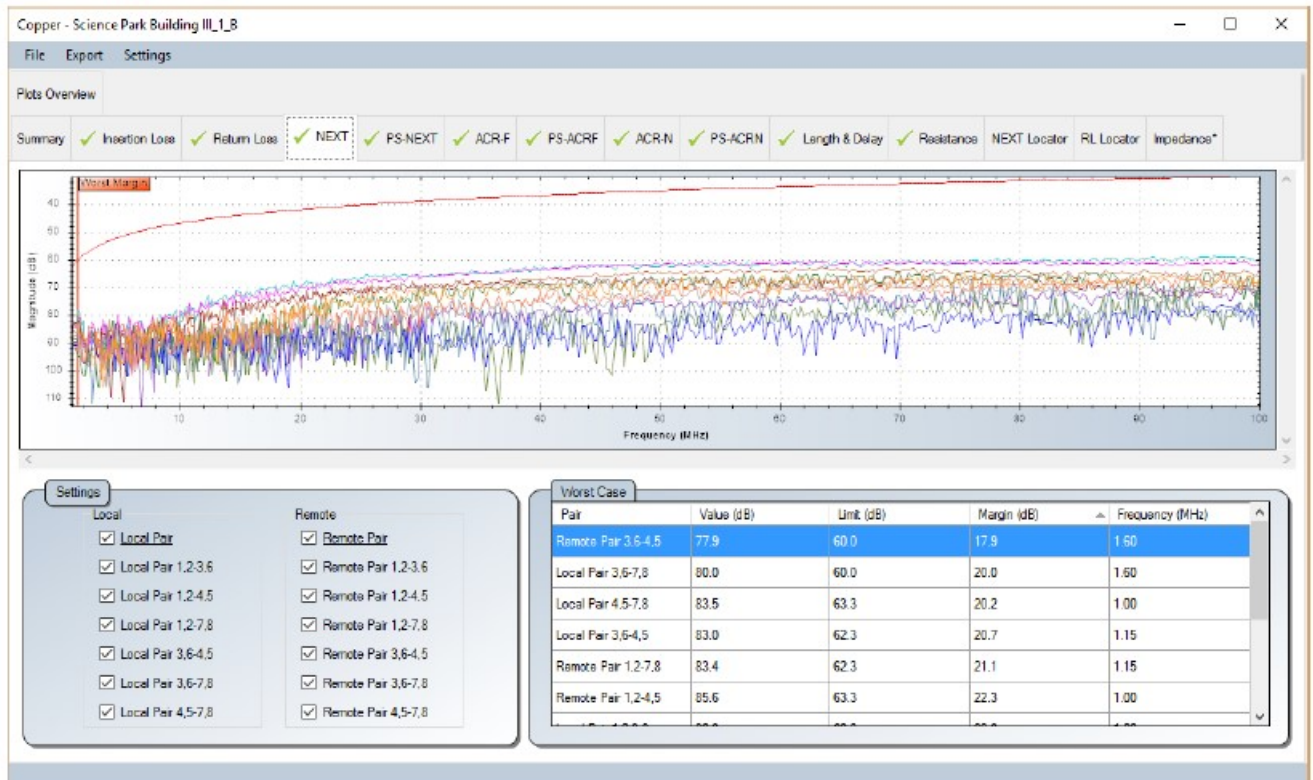 Copper - Science Park Building III_1_B
File Export Settings
Plots Overview
Summary Insertion Loss Return Loss NEXT PS-NEXT ACR-F PS-ACRF ACR-N PS-ACRN Length & Delay Resistance NEXT Locator RL Locator Impedance*
Worst Margin
40
50
60
70
80
90
100
110
Magnitude (dB)
10 20 30 40 50 60 70 80 90 100
Frequency (MHz)
Settings
Local Remote
Local Pair Remote Pair
Local Pair 1,2-3,6 Remote Pair 1,2-3,6
Local Pair 1,2-4,5 Remote Pair 1,2-4,5
Local Pair 1,2-7,8 Remote Pair 1,2-7,8
Local Pair 3,6-4,5 Remote Pair 3,6-4,5
Local Pair 3,6-7,8 Remote Pair 3,6-7,8
Local Pair 4,5-7,8 Remote Pair 4,5-7,8
Worst Case
Pair Value (dB) Limit (dB) Margin (dB) Frequency (MHz)
Remote Pair 3,6-4,5 77.9 60.0 17.9 1.60
Local Pair 3,6-7,8 80.0 60.0 20.0 1.60
Local Pair 4,5-7,8 83.5 63.3 20.2 1.00
Local Pair 3,6-4,5 83.0 62.3 20.7 1.15
Remote Pair 1,2-7,8 83.4 62.3 21.1 1.15
Remote Pair 1,2-4,5 85.6 63.3 22.3 1.00